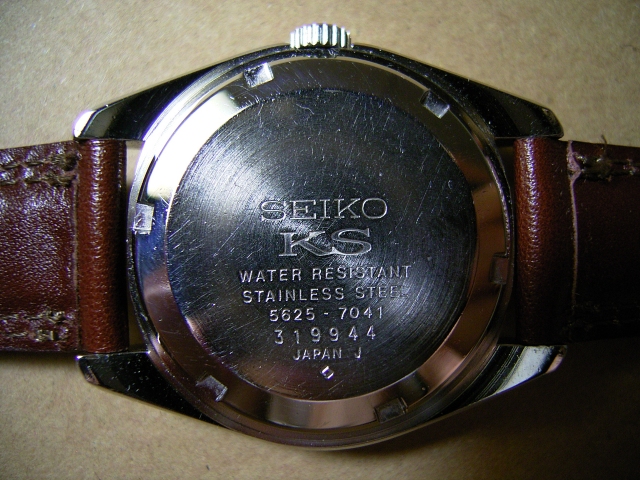 SEIKO
KS
WATER RESISTANT
STAINLESS STEEL
5625-7041
319944
JAPAN J